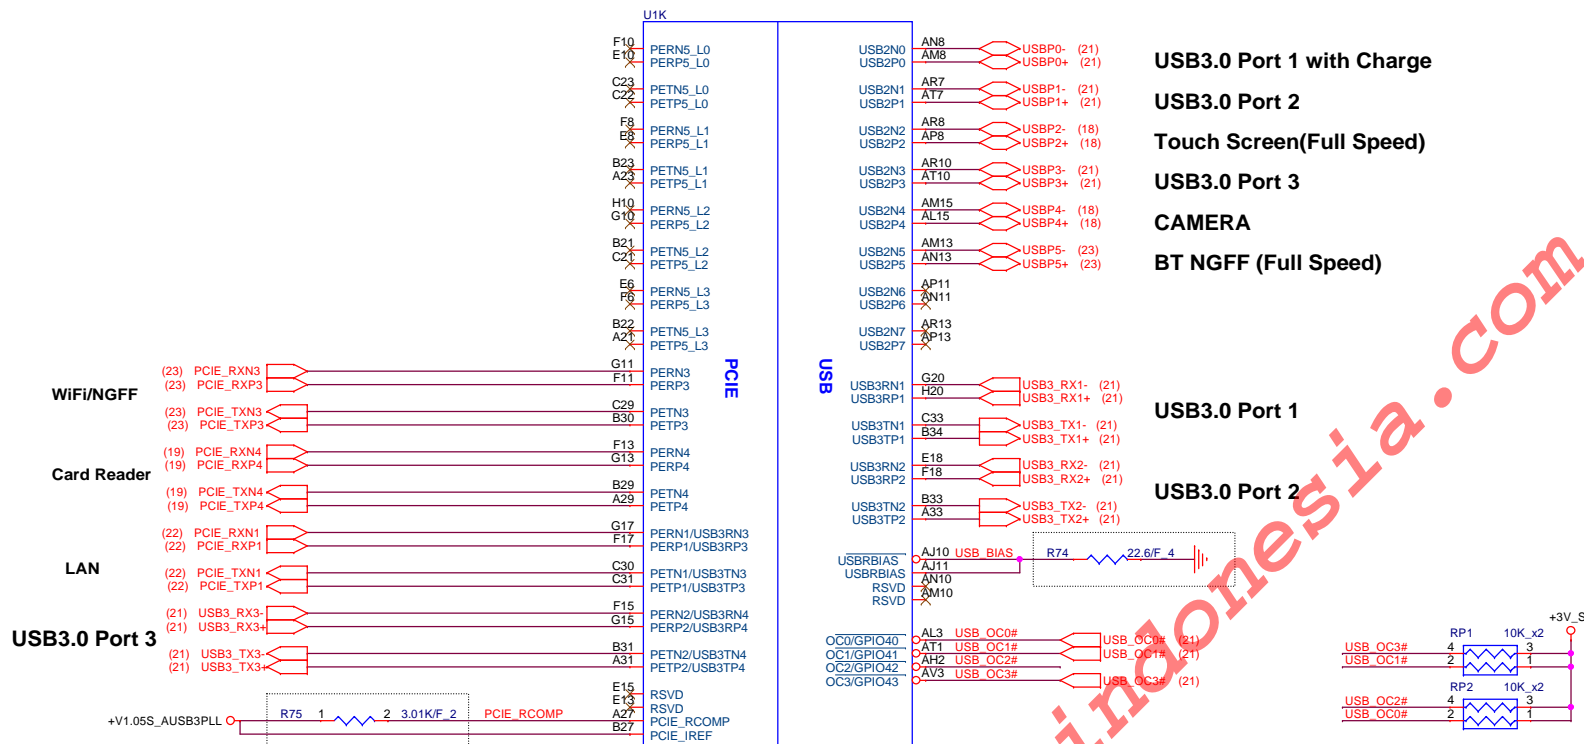 U1K
F10 PERN5_L0
E10 PERP5_L0
C23 PETN5_L0
C22 PETP5_L0
F8 PERN5_L1
E8 PERP5_L1
B23 PETN5_L1
A23 PETP5_L1
H10 PERN5_L2
G10 PERP5_L2
B21 PETN5_L2
C21 PETP5_L2
E6 PERN5_L3
F6 PERP5_L3
B22 PETN5_L3
A21 PETP5_L3
WiFi/NGFF
(23) PCIE_RXN3 G11 PERN3
(23) PCIE_RXP3 F11 PERP3
(23) PCIE_TXN3 C29 PETN3
(23) PCIE_TXP3 B30 PETP3
Card Reader
(19) PCIE_RXN4 F13 PERN4
(19) PCIE_RXP4 G13 PERP4
(19) PCIE_TXN4 B29 PETN4
(19) PCIE_TXP4 A29 PETP4
LAN
(22) PCIE_RXN1 G17 PERN1/USB3RN3
(22) PCIE_RXP1 F17 PERP1/USB3RP3
(22) PCIE_TXN1 C30 PETN1/USB3TN3
(22) PCIE_TXP1 C31 PETP1/USB3TP3
USB3.0 Port 3
(21) USB3_RX3- F15 PERN2/USB3RN4
(21) USB3_RX3+ G15 PERP2/USB3RP4
(21) USB3_TX3- B31 PETN2/USB3TN4
(21) USB3_TX3+ A31 PETP2/USB3TP4
E15 RSVD
E13 RSVD
+V1.05S_AUSB3PLL R75 1 2 3.01K/F_2 PCIE_RCOMP A27 PCIE_RCOMP
B27 PCIE_IREF
PCIE
USB
USB2N0 AN8 USBP0- (21)
USB2P0 AM8 USBP0+ (21)
USB3.0 Port 1 with Charge
USB2N1 AR7 USBP1- (21)
USB2P1 AT7 USBP1+ (21)
USB3.0 Port 2
USB2N2 AR8 USBP2- (18)
USB2P2 AP8 USBP2+ (18)
Touch Screen(Full Speed)
USB2N3 AR10 USBP3- (21)
USB2P3 AT10 USBP3+ (21)
USB3.0 Port 3
USB2N4 AM15 USBP4- (18)
USB2P4 AL15 USBP4+ (18)
CAMERA
USB2N5 AM13 USBP5- (23)
USB2P5 AN13 USBP5+ (23)
BT NGFF (Full Speed)
USB2N6 AP11
USB2P6 AN11
USB2N7 AR13
USB2P7 AP13
USB3RN1 G20 USB3_RX1- (21)
USB3RP1 H20 USB3_RX1+ (21)
USB3.0 Port 1
USB3TN1 C33 USB3_TX1- (21)
USB3TP1 B34 USB3_TX1+ (21)
USB3RN2 E18 USB3_RX2- (21)
USB3RP2 F18 USB3_RX2+ (21)
USB3.0 Port 2
USB3TN2 B33 USB3_TX2- (21)
USB3TP2 A33 USB3_TX2+ (21)
USBRBIAS AJ10 USB_BIAS R74 22.6/F_4
USBRBIAS AJ11
RSVD AN10
RSVD AM10
OC0/GPIO40 AL3 USB_OC0# USB_OC0# (21)
OC1/GPIO41 AT1 USB_OC1# USB_OC1# (21)
OC2/GPIO42 AH2 USB_OC2#
OC3/GPIO43 AV3 USB_OC3# USB_OC3# (21)
+3V_S
RP1 10K_x2
USB_OC3# 4 3
USB_OC1# 2 1
RP2 10K_x2
USB_OC2# 4 3
USB_OC0# 2 1
indonesia.com